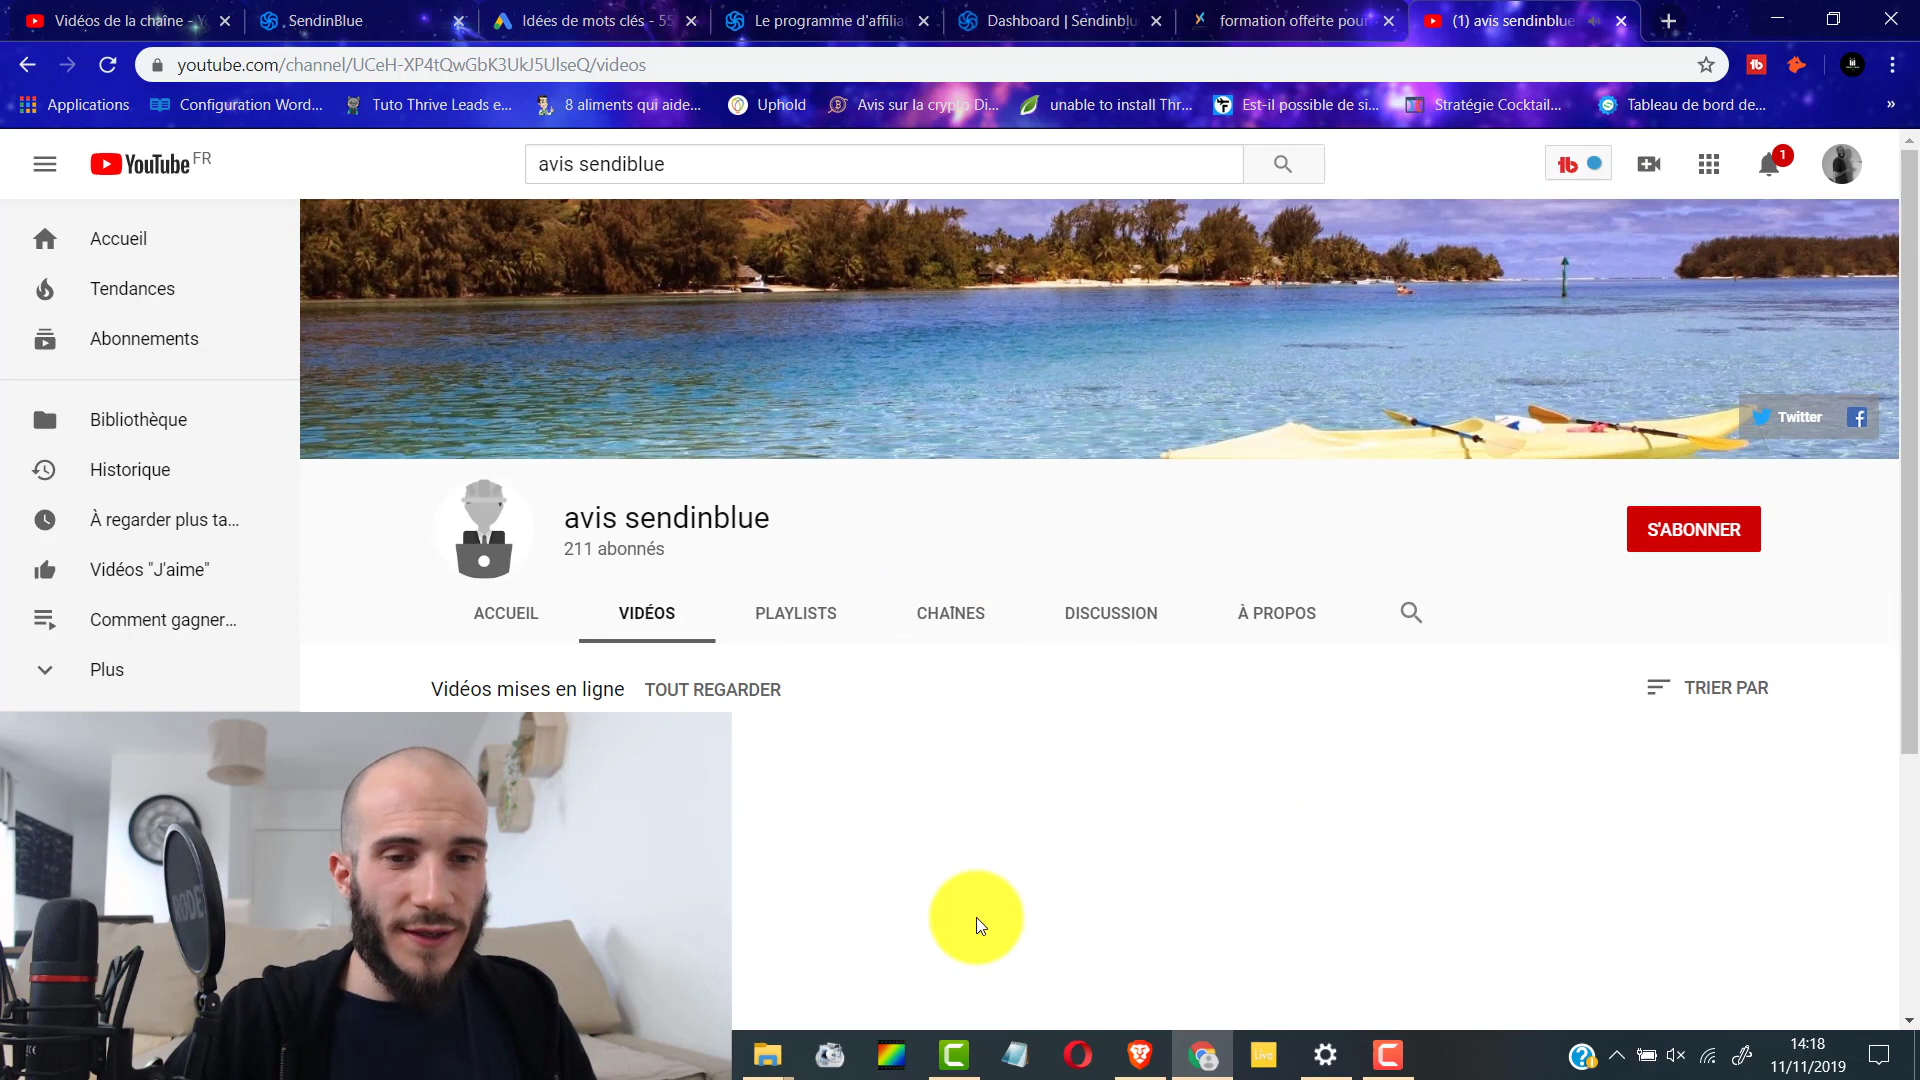 Vidéos de la chaîne - Y
SendinBlue
Idées de mots clés - 55
Le programme d'affilia
Dashboard | Sendinblu
formation offerte pour
(1) avis sendinblue
youtube.com/channel/UCeH-XP4tQwGbK3UkJ5UlseQ/videos
Applications
Configuration Word...
Tuto Thrive Leads e...
8 aliments qui aide...
Uphold
Avis sur la crypto Di...
unable to install Thr...
Est-il possible de si...
Stratégie Cocktail...
Tableau de bord de...
»
YouTube FR
avis sendiblue
1
Accueil
Tendances
Abonnements
Bibliothèque
Historique
À regarder plus ta...
Vidéos "J'aime"
Comment gagner...
Plus
Twitter
avis sendinblue
211 abonnés
S'ABONNER
ACCUEIL
VIDÉOS
PLAYLISTS
CHAÎNES
DISCUSSION
À PROPOS
Vidéos mises en ligne
TOUT REGARDER
TRIER PAR
RODE
Live
14:18
11/11/2019